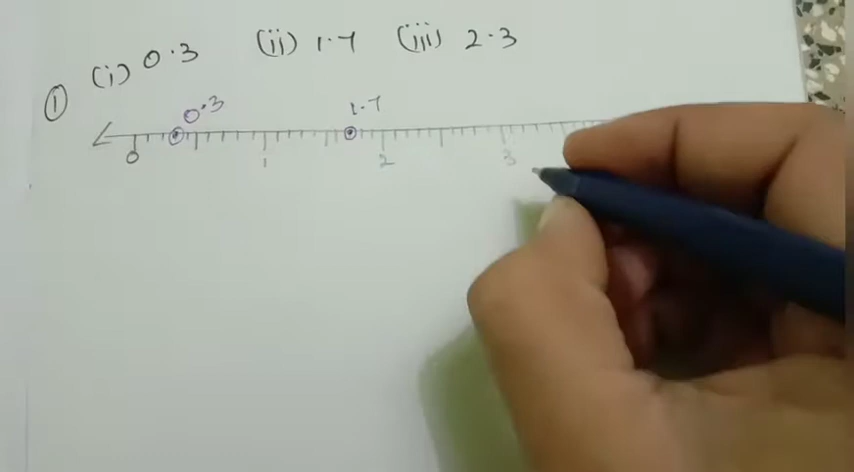 (i) 0.3 (ii) 1.7 (iii) 2.3
① 0.3 1.7
0 1 2 3